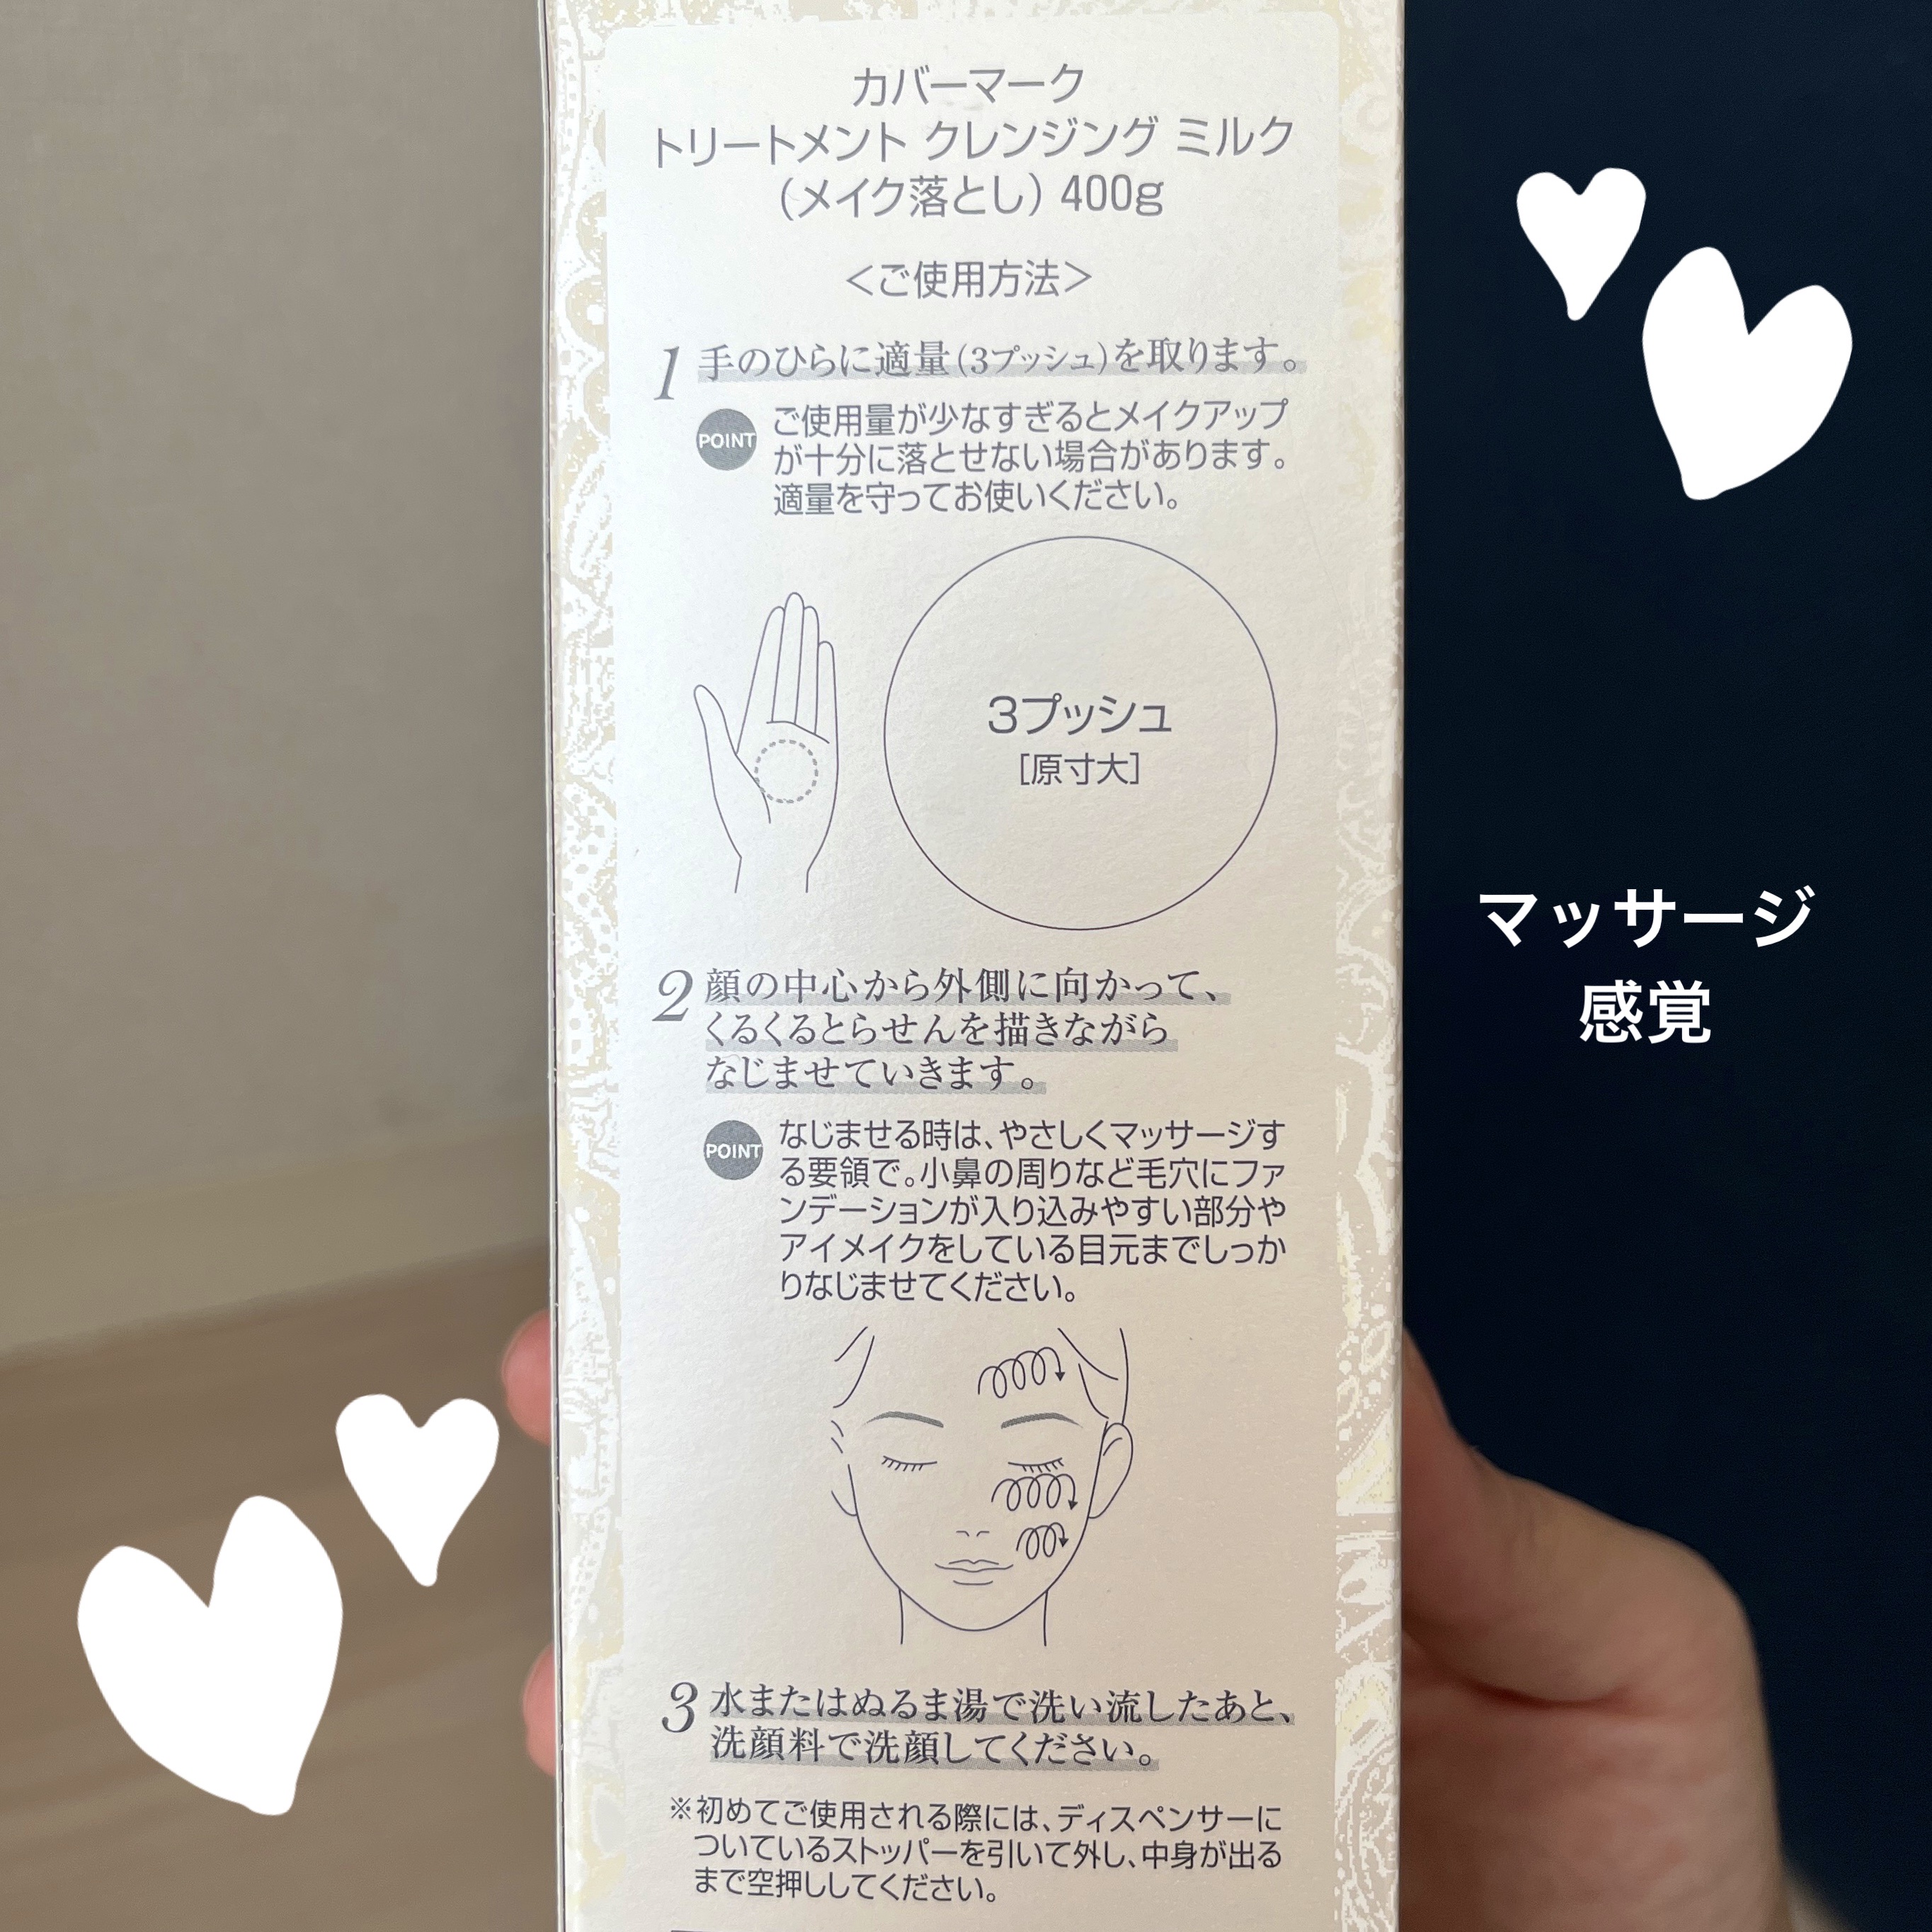 カバーマーク
トリートメント クレンジング ミルク
(メイク落とし) 400g
<ご使用方法>
1 手のひらに適量(3プッシュ)を取ります。
POINT
ご使用量が少なすぎるとメイクアップ
が十分に落とせない場合があります。
適量を守ってお使いください。
3プッシュ
[原寸大]
2 顔の中心から外側に向かって、
くるくるとらせんを描きながら
なじませていきます。
POINT
なじませる時は、やさしくマッサージす
る要領で。小鼻の周りなど毛穴にファ
ンデーションが入り込みやすい部分や
アイメイクをしている目元までしっか
りなじませてください。
3 水またはぬるま湯で洗い流したあと、
洗顔料で洗顔してください。
※初めてご使用される際には、ディスペンサーに
ついているストッパーを引いて外し、中身が出る
まで空押ししてください。
マッサージ
感覚